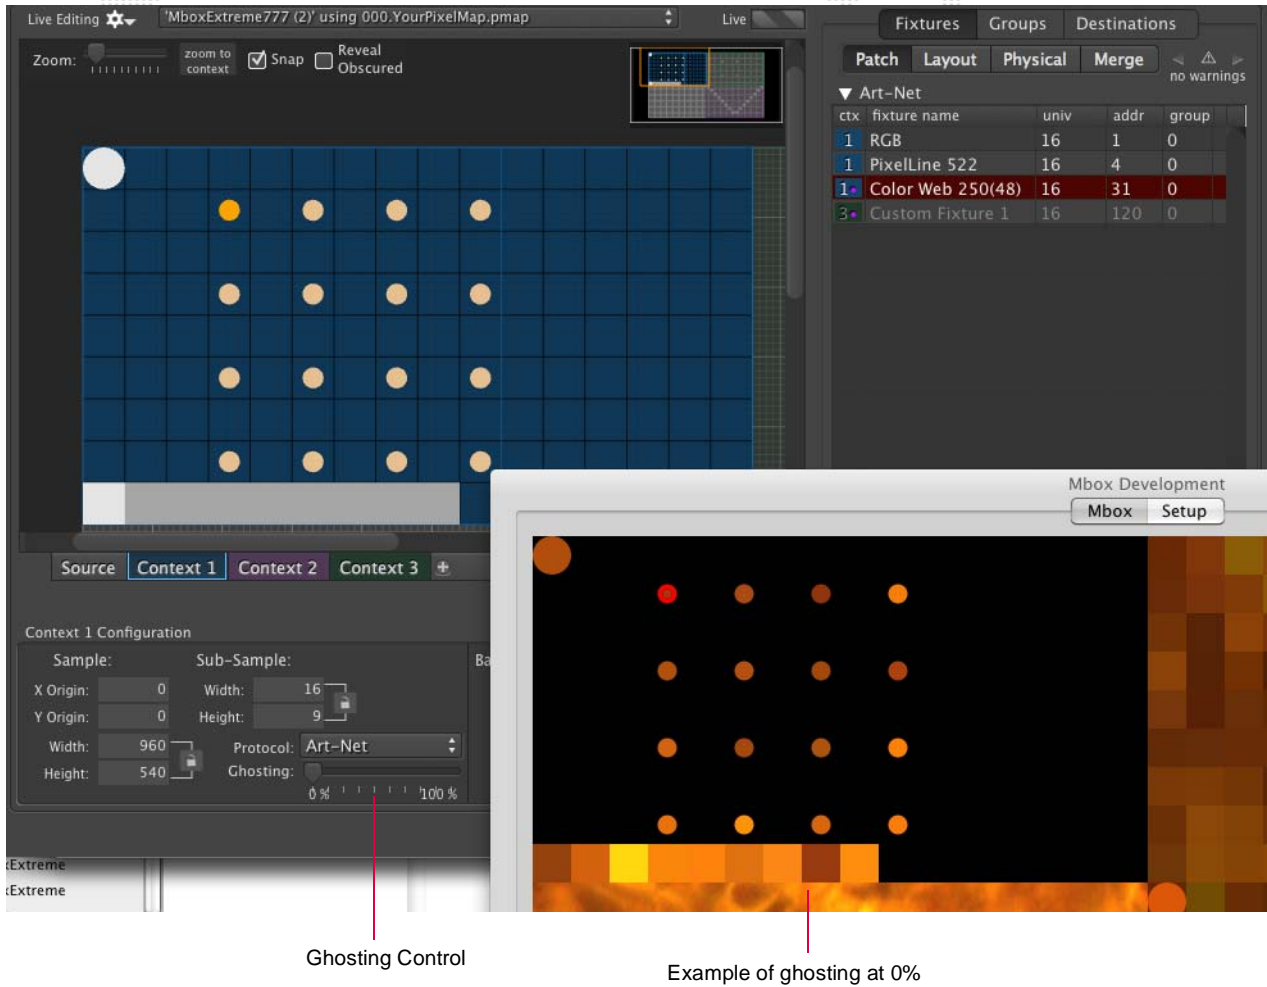 Live Editing
'MboxExtreme777 (2)' using 000.YourPixelMap.pmap
Live
Zoom:
zoom to context
Snap
Reveal Obscured
Fixtures Groups Destinations
Patch Layout Physical Merge
no warnings
Art-Net
ctx fixture name univ addr group
1 RGB 16 1 0
1 PixelLine 522 16 4 0
1 Color Web 250(48) 16 31 0
3 Custom Fixture 1 16 120 0
Source Context 1 Context 2 Context 3
Mbox Development
Mbox Setup
Context 1 Configuration
Sample: Sub-Sample: Ba
X Origin: 0 Width: 16
Y Origin: 0 Height: 9
Width: 960 Protocol: Art-Net
Height: 540 Ghosting:
0 % 100 %
xExtreme
xExtreme
Ghosting Control
Example of ghosting at 0%